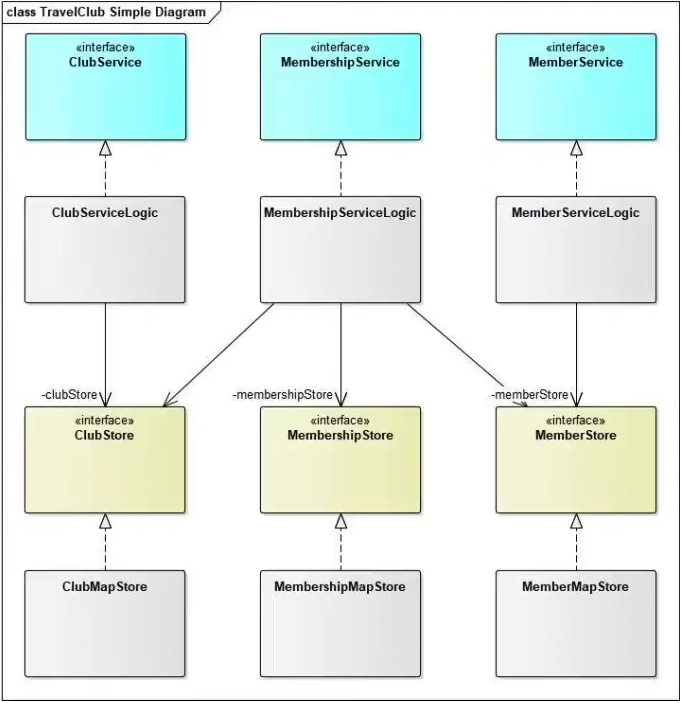 class TravelClub Simple Diagram
«interface»
ClubService
«interface»
MembershipService
«interface»
MemberService
ClubServiceLogic
MembershipServiceLogic
MemberServiceLogic
-clubStore
-membershipStore
-memberStore
«interface»
ClubStore
«interface»
MembershipStore
«interface»
MemberStore
ClubMapStore
MembershipMapStore
MemberMapStore